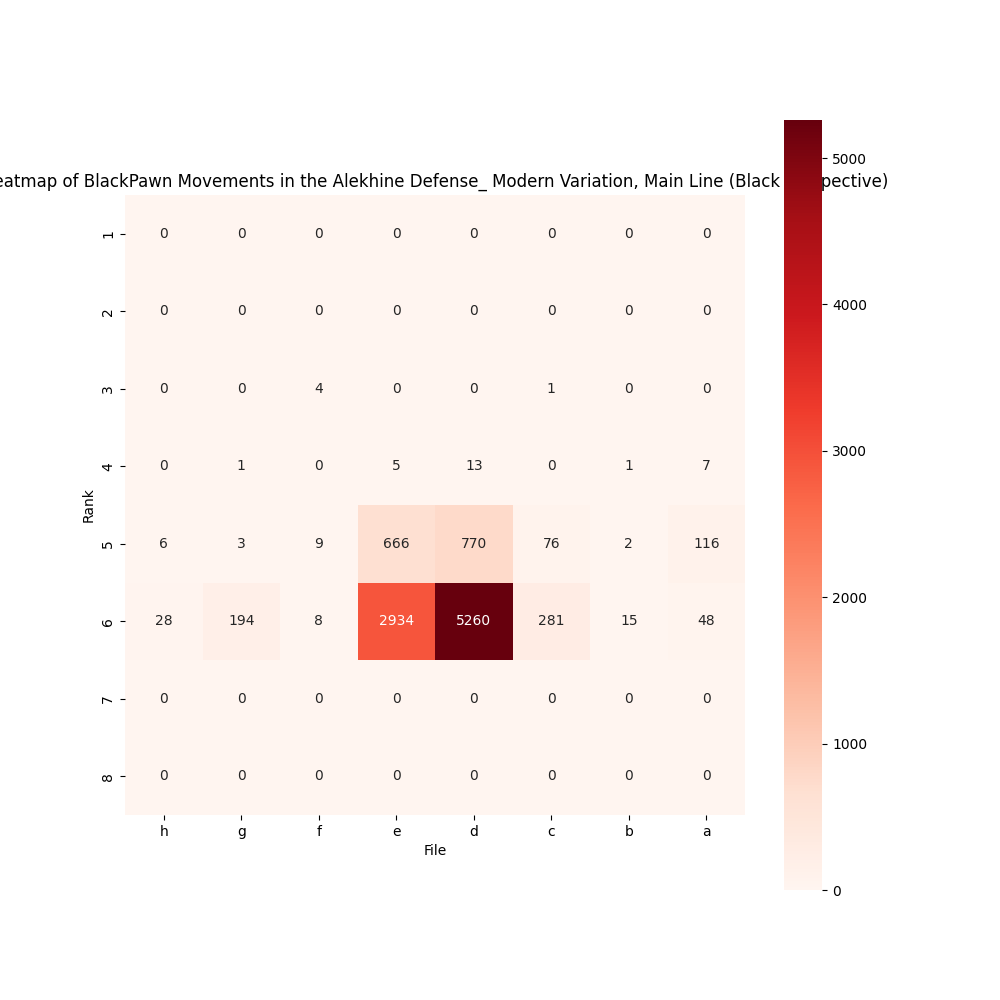 eatmap of BlackPawn Movements in the Alekhine Defense_ Modern Variation, Main Line (Black pective)
5000
1 0 0 0 0 0 0 0 0
2 0 0 0 0 0 0 0 0
4000
3 0 0 4 0 0 1 0 0
3000
4 0 1 0 5 13 0 1 7
Rank
5 6 3 9 666 770 76 2 116
2000
6 28 194 8 2934 5260 281 15 48
7 0 0 0 0 0 0 0 0
1000
8 0 0 0 0 0 0 0 0
h g f e d c b a
File
0